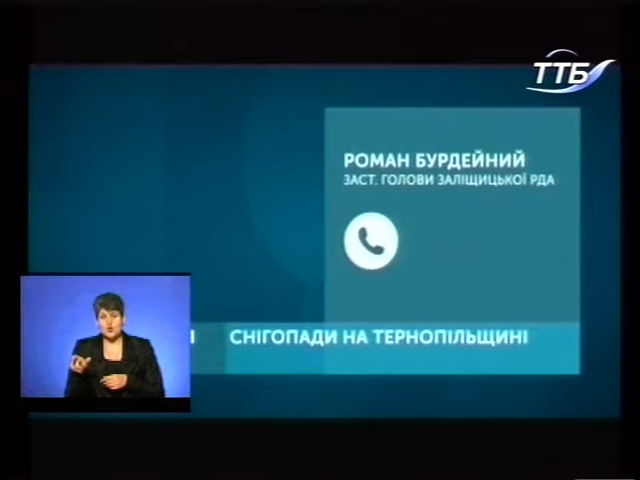 ТТБ
РОМАН БУРДЕЙНИЙ
ЗАСТ. ГОЛОВИ ЗАЛІЩИЦЬКОЇ РДА
СНІГОПАДИ НА ТЕРНОПІЛЬЩИНІ